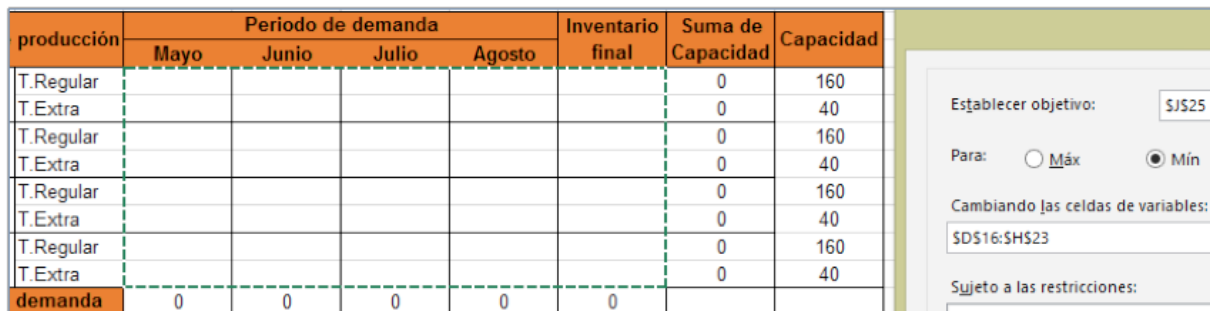 producción Periodo de demanda Inventario final Suma de Capacidad Capacidad
Mayo Junio Julio Agosto
T.Regular 0 160
T.Extra 0 40
T.Regular 0 160
T.Extra 0 40
T.Regular 0 160
T.Extra 0 40
T.Regular 0 160
T.Extra 0 40
demanda 0 0 0 0 0
Establecer objetivo: $J$25
Para: Máx Mín
Cambiando las celdas de variables:
$D$16:$H$23
Sujeto a las restricciones: